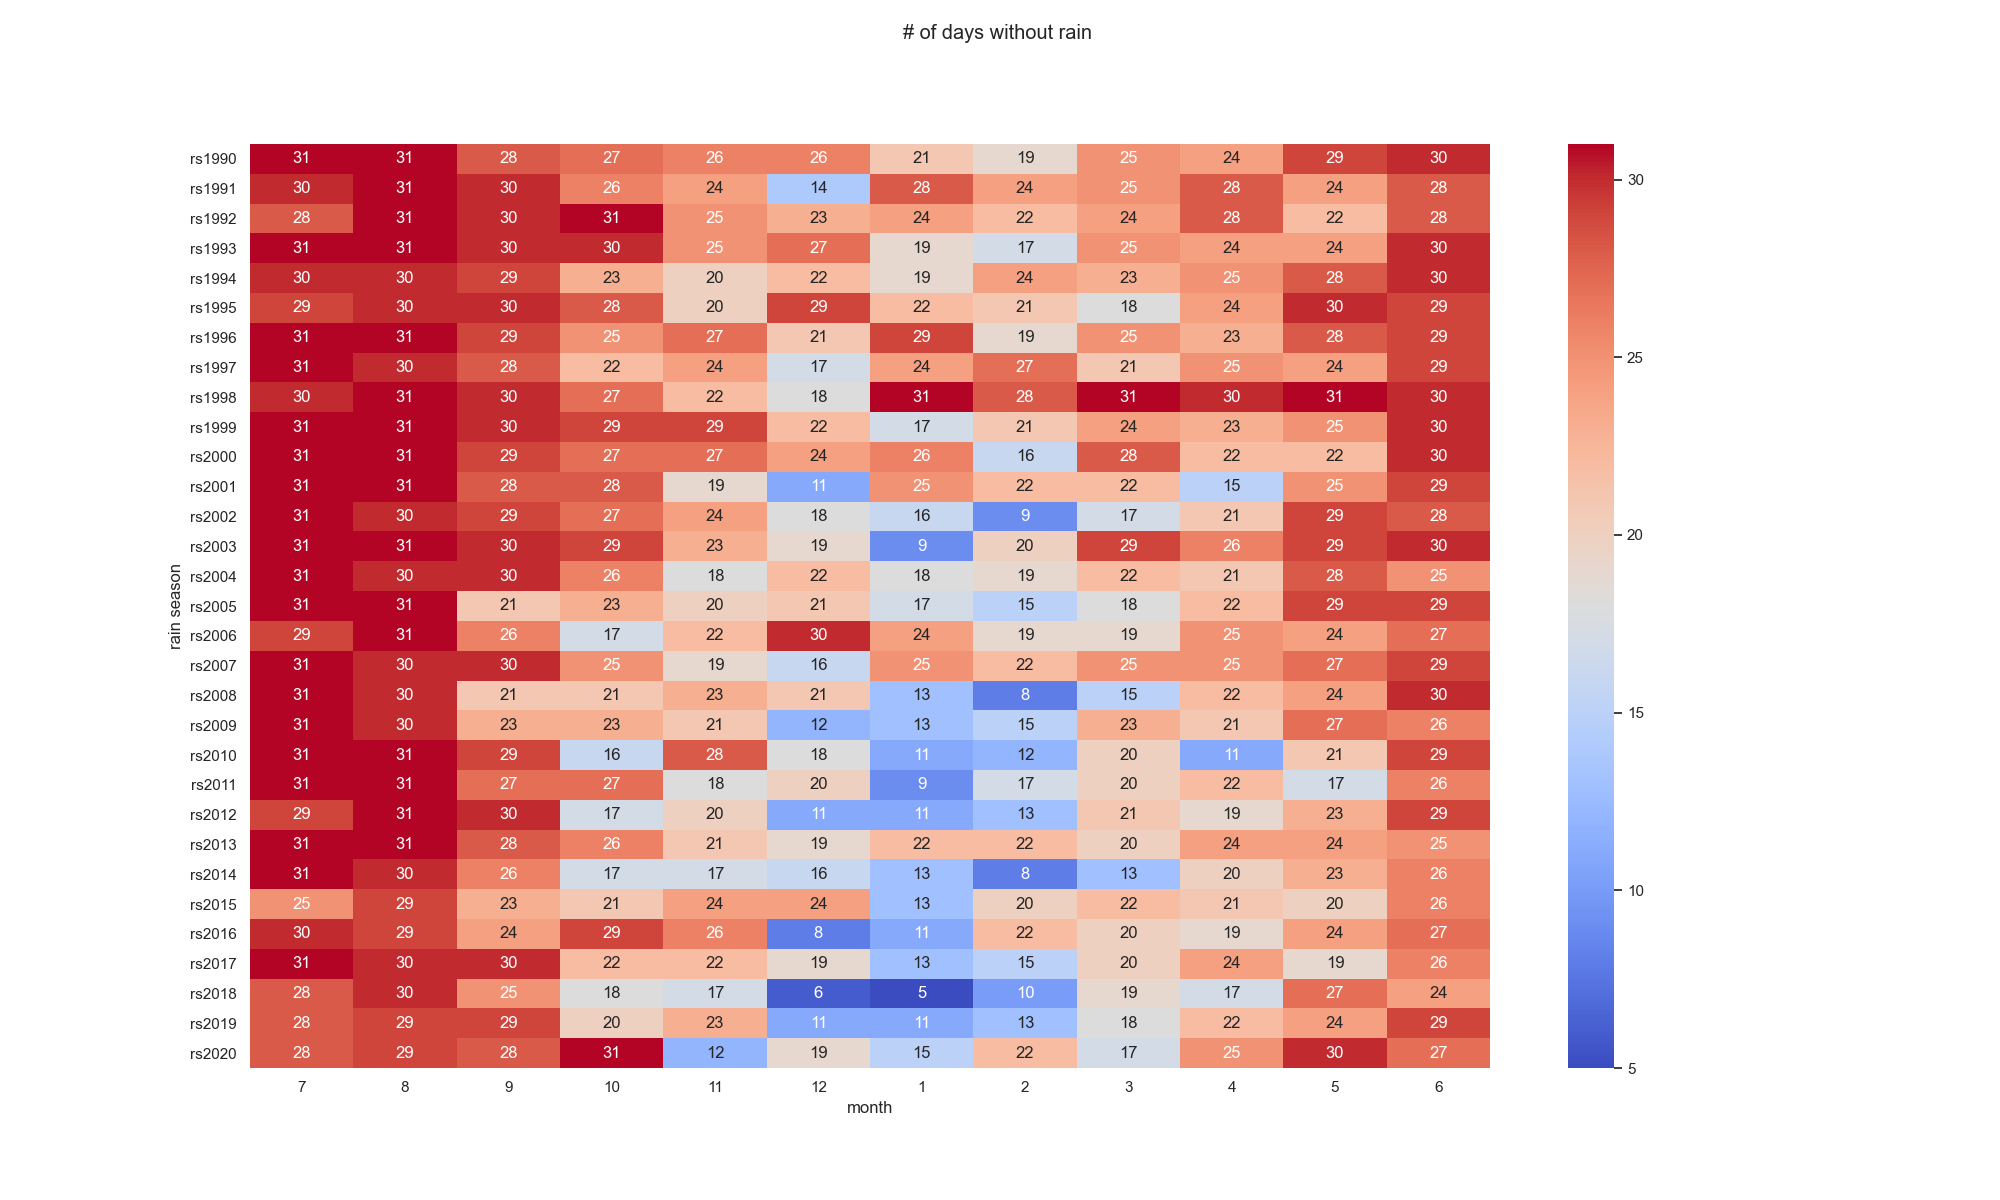 # of days without rain
rs1990 31 31 28 27 26 26 21 19 25 24 29 30
rs1991 30 31 30 26 24 14 28 24 25 28 24 28
rs1992 28 31 30 31 25 23 24 22 24 28 22 28
rs1993 31 31 30 30 25 27 19 17 25 24 24 30
rs1994 30 30 29 23 20 22 19 24 23 25 28 30
rs1995 29 30 30 28 20 29 22 21 18 24 30 29
rs1996 31 31 29 25 27 21 29 19 25 23 28 29
rs1997 31 30 28 22 24 17 24 27 21 25 24 29
rs1998 30 31 30 27 22 18 31 28 31 30 31 30
rs1999 31 31 30 29 29 22 17 21 24 23 25 30
rs2000 31 31 29 27 27 24 26 16 28 22 22 30
rs2001 31 31 28 28 19 11 25 22 22 15 25 29
rs2002 31 30 29 27 24 18 16 9 17 21 29 28
rs2003 31 31 30 29 23 19 9 20 29 26 29 30
rs2004 31 30 30 26 18 22 18 19 22 21 28 25
rs2005 31 31 21 23 20 21 17 15 18 22 29 29
rs2006 29 31 26 17 22 30 24 19 19 25 24 27
rs2007 31 30 30 25 19 16 25 22 25 25 27 29
rs2008 31 30 21 21 23 21 13 8 15 22 24 30
rs2009 31 30 23 23 21 12 13 15 23 21 27 26
rs2010 31 31 29 16 28 18 11 12 20 11 21 29
rs2011 31 31 27 27 18 20 9 17 20 22 17 26
rs2012 29 31 30 17 20 11 11 13 21 19 23 29
rs2013 31 31 28 26 21 19 22 22 20 24 24 25
rs2014 31 30 26 17 17 16 13 8 13 20 23 26
rs2015 25 29 23 21 24 24 13 20 22 21 20 26
rs2016 30 29 24 29 26 8 11 22 20 19 24 27
rs2017 31 30 30 22 22 19 13 15 20 24 19 26
rs2018 28 30 25 18 17 6 5 10 19 17 27 24
rs2019 28 29 29 20 23 11 11 13 18 22 24 29
rs2020 28 29 28 31 12 19 15 22 17 25 30 27
7 8 9 10 11 12 1 2 3 4 5 6
month
rain season
30
25
20
15
10
5